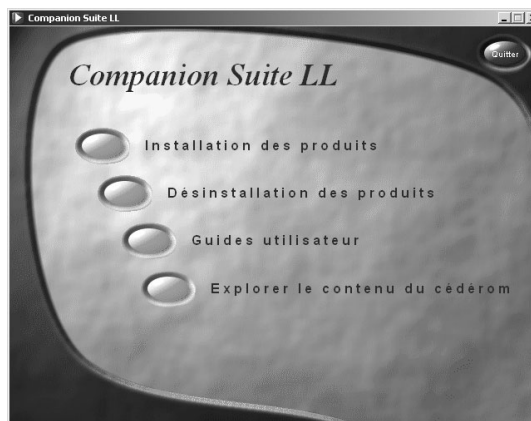 Companion Suite LL
Quitter
Companion Suite LL
Installation des produits
Désinstallation des produits
Guides utilisateur
Explorer le contenu du cédérom